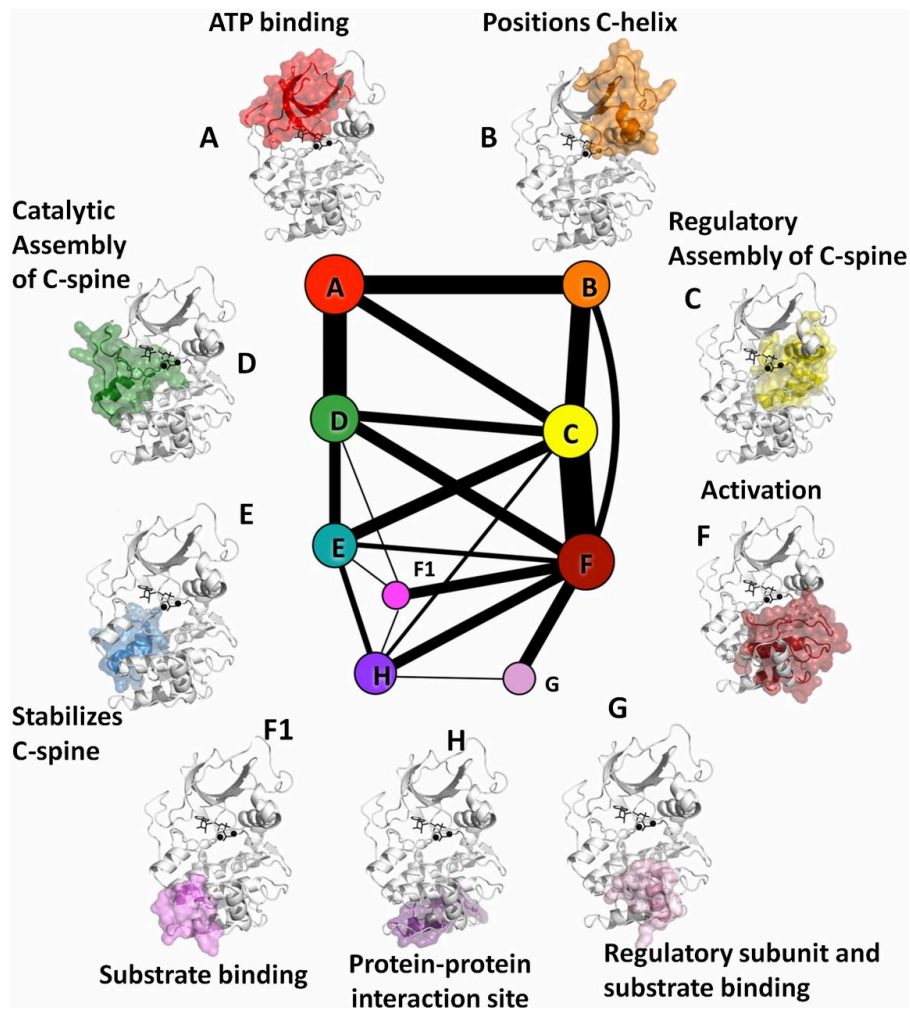 ATP binding
Positions C-helix
A
B
Catalytic
Assembly
of C-spine
Regulatory
Assembly of C-spine
A
B
C
D
D
C
E
Activation
E
F1
F
F
H
G
Stabilizes
C-spine
F1
H
G
Substrate binding
Protein-protein
interaction site
Regulatory subunit and
substrate binding